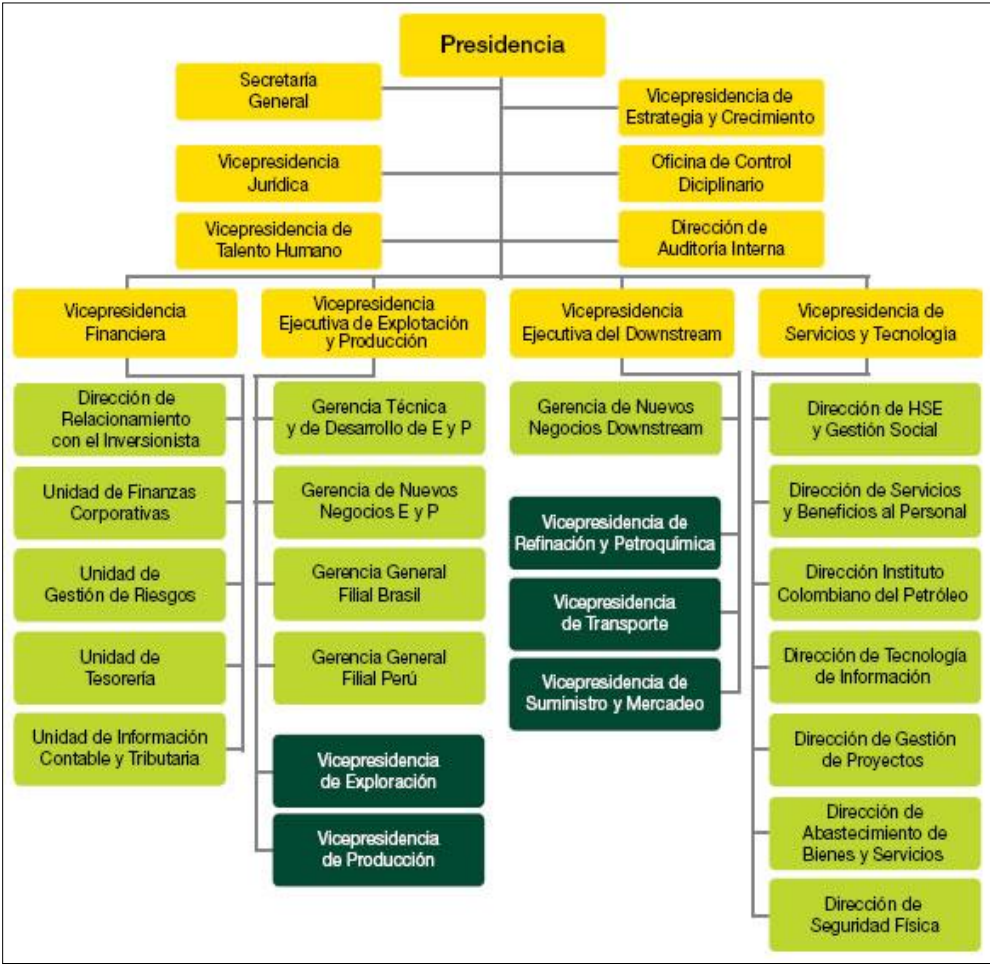 Presidencia
Secretaría
General
Vicepresidencia de
Estrategia y Crecimiento
Vicepresidencia
Jurídica
Oficina de Control
Diciplinario
Vicepresidencia de
Talento Humano
Dirección de
Auditoría Interna
Vicepresidencia
Financiera
Vicepresidencia
Ejecutiva de Explotación
y Producción
Vicepresidencia
Ejecutiva del Downstream
Vicepresidencia de
Servicios y Tecnología
Dirección de
Relacionamiento
con el Inversionista
Unidad de Finanzas
Corporativas
Unidad de
Gestión de Riesgos
Unidad de
Tesorería
Unidad de Información
Contable y Tributaria
Gerencia Técnica
y de Desarrollo de E y P
Gerencia de Nuevos
Negocios E y P
Gerencia General
Filial Brasil
Gerencia General
Filial Perú
Vicepresidencia
de Exploración
Vicepresidencia
de Producción
Gerencia de Nuevos
Negocios Downstream
Vicepresidencia de
Refinación y Petroquímica
Vicepresidencia
de Transporte
Vicepresidencia de
Suministro y Mercadeo
Dirección de HSE
y Gestión Social
Dirección de Servicios
y Beneficios al Personal
Dirección Instituto
Colombiano del Petróleo
Dirección de Tecnología
de Información
Dirección de Gestión
de Proyectos
Dirección de
Abastecimiento de
Bienes y Servicios
Dirección de
Seguridad Física